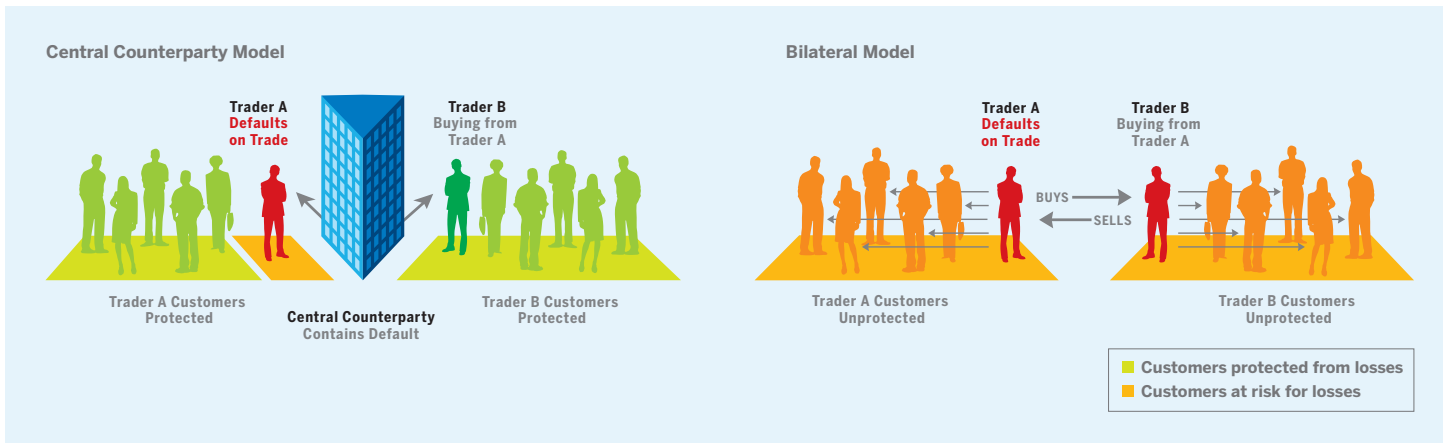 Central Counterparty Model
Trader A
Defaults
on Trade
Trader B
Buying from
Trader A
Trader A Customers
Protected
Central Counterparty
Contains Default
Trader B Customers
Protected
Bilateral Model
Trader A
Defaults
on Trade
Trader B
Buying from
Trader A
BUYS
SELLS
Trader A Customers
Unprotected
Trader B Customers
Unprotected
Customers protected from losses
Customers at risk for losses